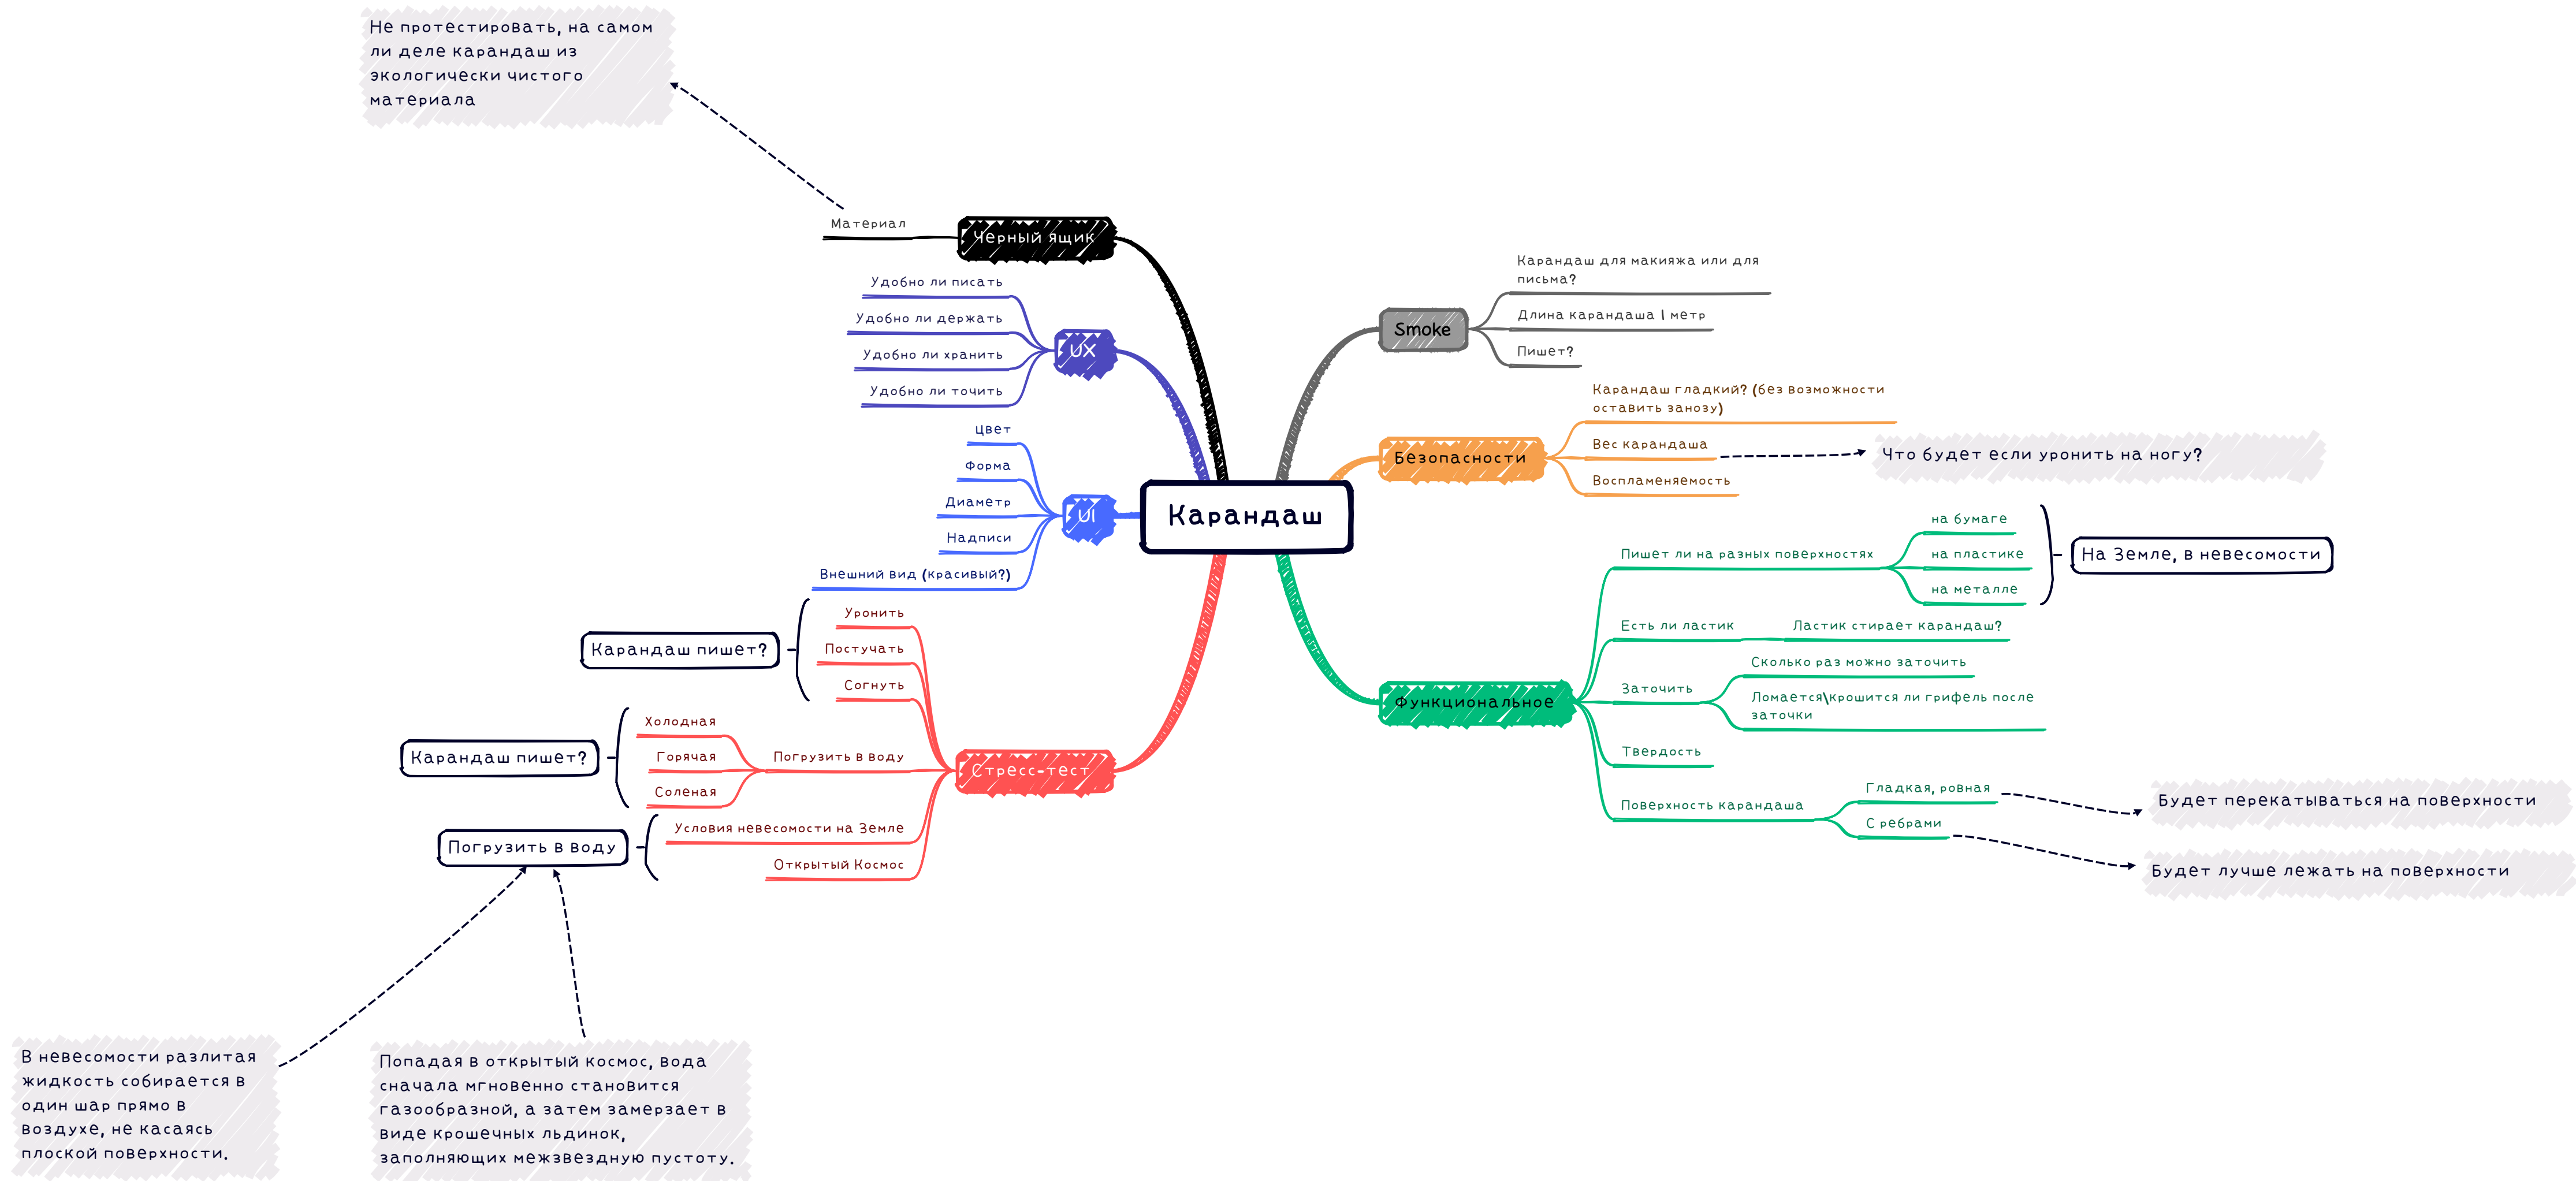 Не протестировать, на самом
ли деле карандаш из
экологически чистого
материала
Материал
Черный ящик
Удобно ли писать
Удобно ли держать
Удобно ли хранить
Удобно ли точить
UX
Цвет
Форма
Диаметр
Надписи
Внешний вид (красивый?)
UI
Карандаш
Карандаш пишет?
Уронить
Постучать
Согнуть
Карандаш пишет?
Холодная
Горячая
Соленая
Погрузить в воду
Стресс-тест
Погрузить в воду
Условия невесомости на Земле
Открытый Космос
В невесомости разлитая
жидкость собирается в
один шар прямо в
воздухе, не касаясь
плоской поверхности.
Попадая в открытый космос, вода
сначала мгновенно становится
газообразной, а затем замерзает в
виде крошечных льдинок,
заполняющих межзвездную пустоту.
Smoke
Карандаш для макияжа или для
письма?
Длина карандаша 1 метр
Пишет?
Безопасности
Карандаш гладкий? (без возможности
оставить занозу)
Вес карандаша
Что будет если уронить на ногу?
Воспламеняемость
Функциональное
Пишет ли на разных поверхностях
на бумаге
на пластике
на металле
На Земле, в невесомости
Есть ли ластик
Ластик стирает карандаш?
Заточить
Сколько раз можно заточить
Ломается\крошится ли грифель после
заточки
Твердость
Поверхность карандаша
Гладкая, ровная
С ребрами
Будет перекатываться на поверхности
Будет лучше лежать на поверхности